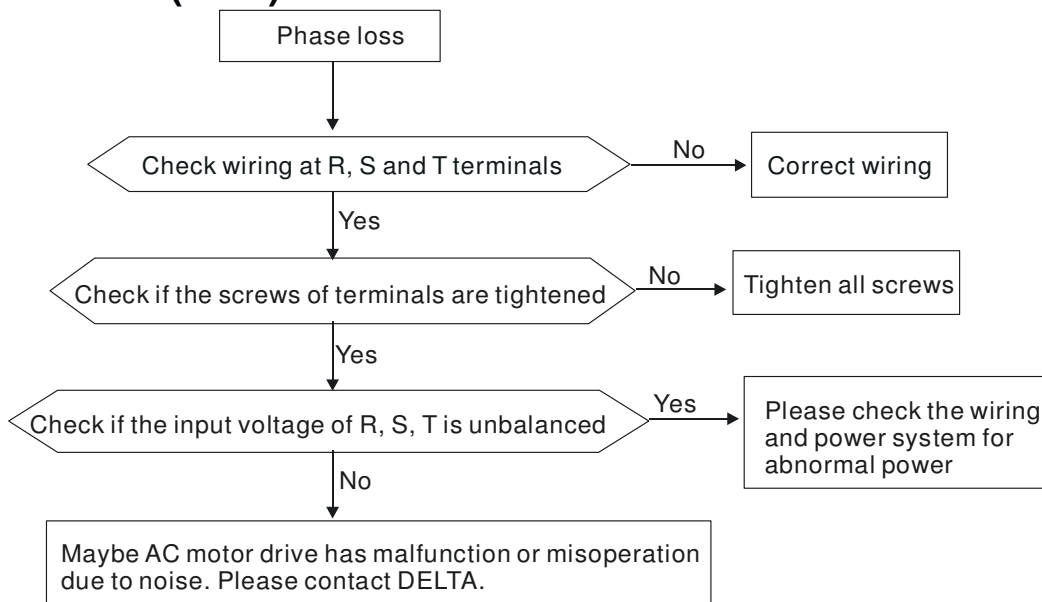 Phase loss
Check wiring at R, S and T terminals
No
Correct wiring
Yes
Check if the screws of terminals are tightened
No
Tighten all screws
Yes
Check if the input voltage of R, S, T is unbalanced
Yes
Please check the wiring
and power system for
abnormal power
No
Maybe AC motor drive has malfunction or misoperation
due to noise. Please contact DELTA.